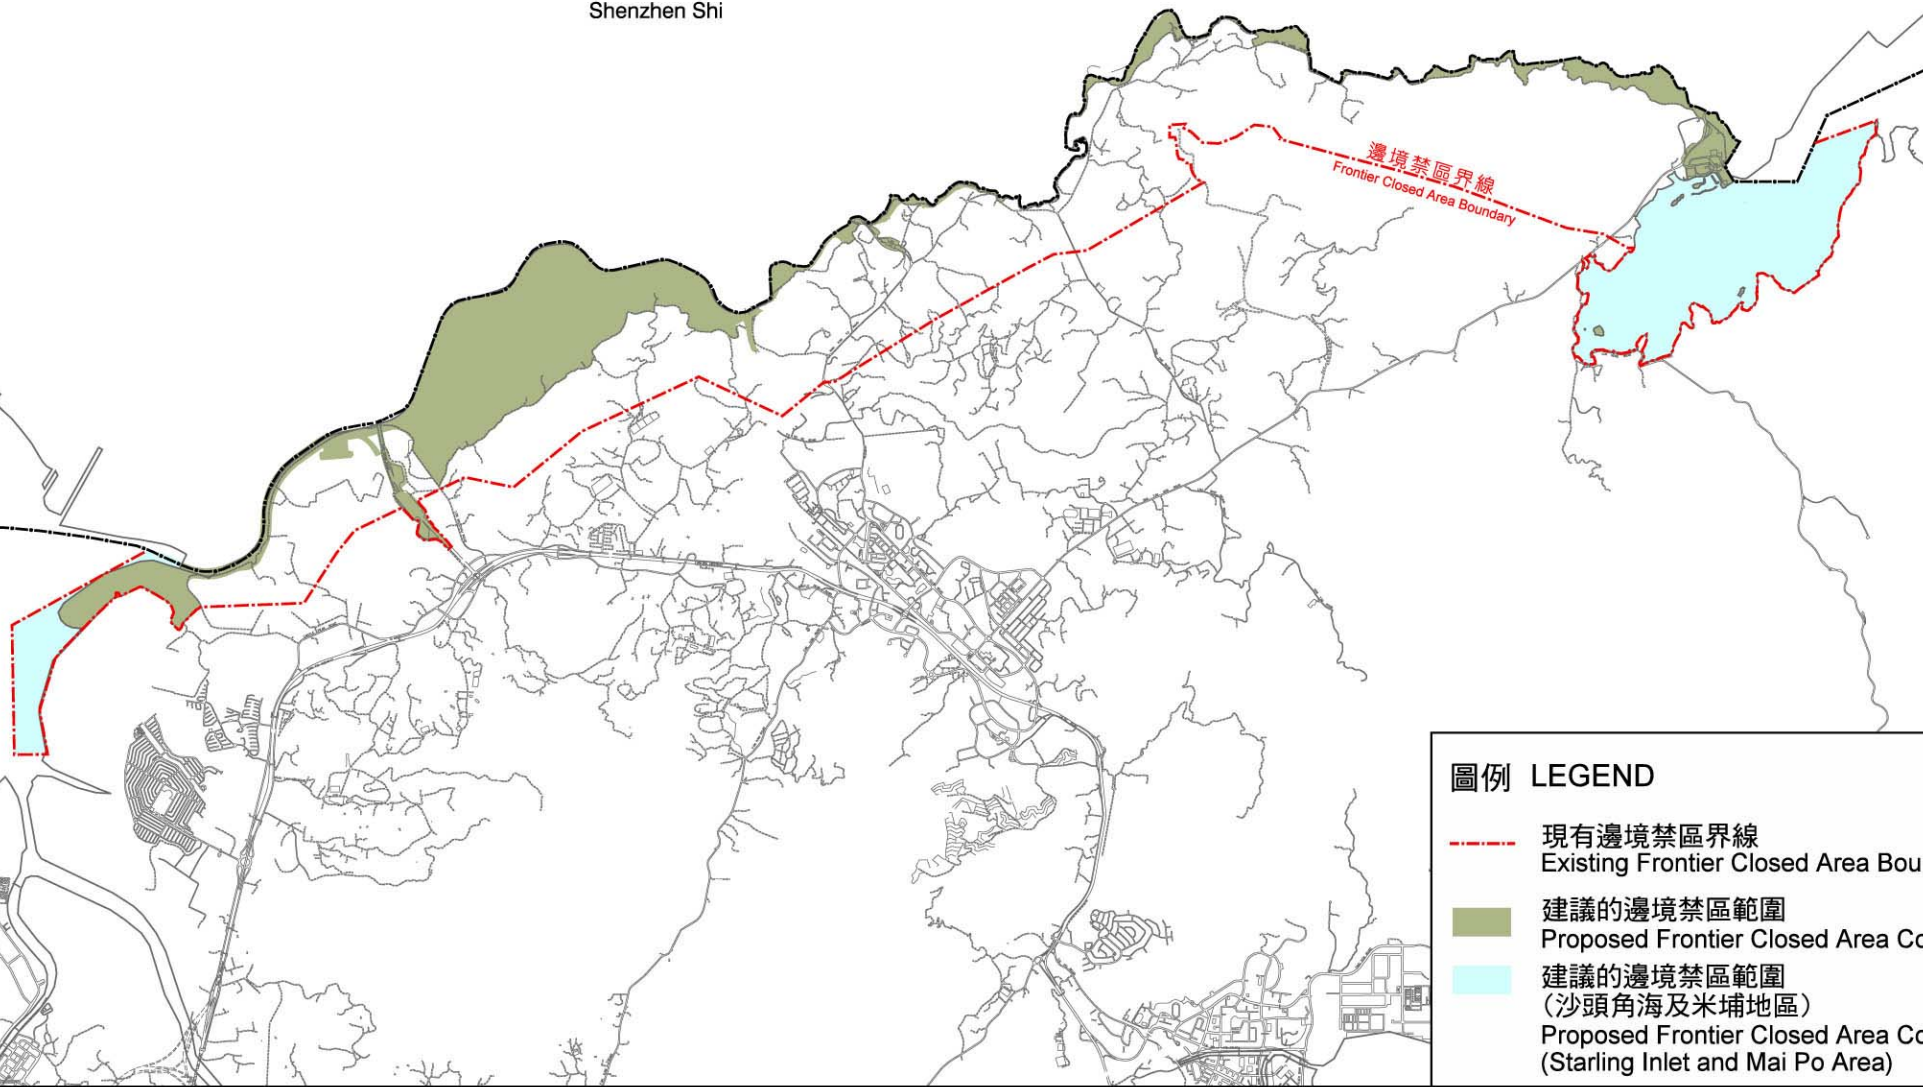 Shenzhen Shi
邊境禁區界線
Frontier Closed Area Boundary
圖例 LEGEND
現有邊境禁區界線
Existing Frontier Closed Area Bou
建議的邊境禁區範圍
Proposed Frontier Closed Area Co
建議的邊境禁區範圍
(沙頭角海及米埔地區)
Proposed Frontier Closed Area Co
(Starling Inlet and Mai Po Area)